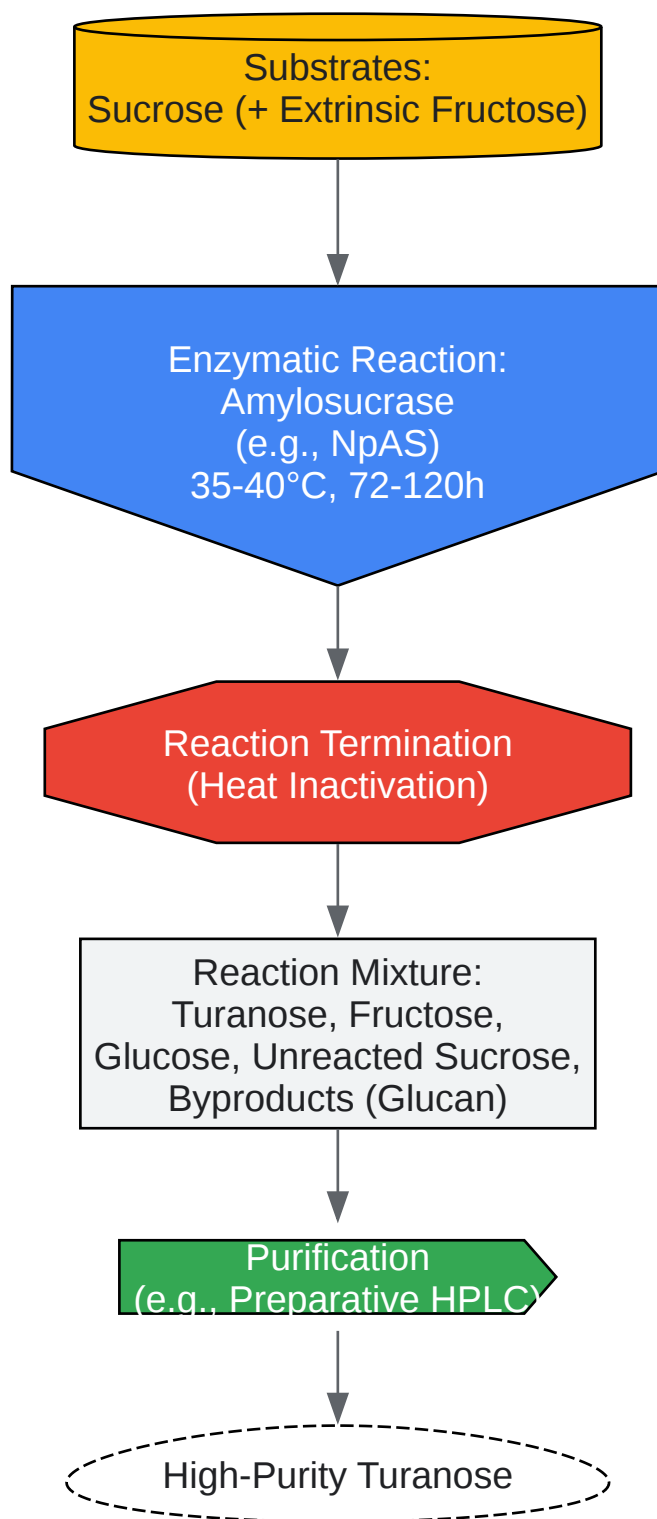 Substrates:
Sucrose (+ Extrinsic Fructose)
Enzymatic Reaction:
Amylosucrase
(e.g., NpAS)
35-40°C, 72-120h
Reaction Termination
(Heat Inactivation)
Reaction Mixture:
Turanose, Fructose,
Glucose, Unreacted Sucrose,
Byproducts (Glucan)
Purification
(e.g., Preparative HPLC)
High-Purity Turanose